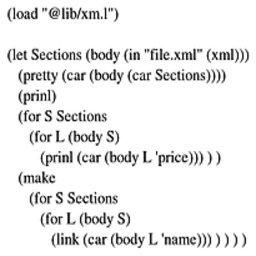 (load "@lib/xm.l")
(let Sections (body (in "file.xml" (xml)))
(pretty (car (body (car Sections))))
(prinl)
(for S Sections
(for L (body S)
(prinl (car (body L 'price))) ) )
(make
(for S Sections
(for L (body S)
(link (car (body L 'name))) ) ) ) )